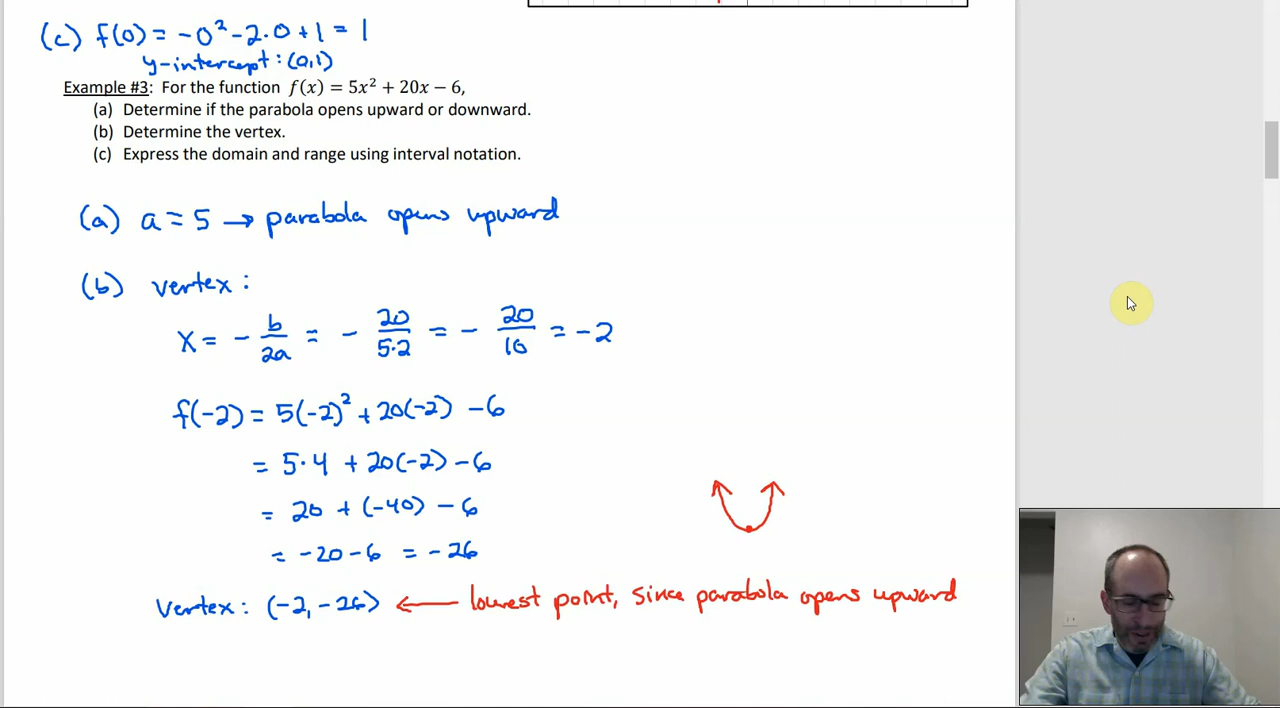 (c) f(0) = -0² - 2·0 + 1 = 1
y-intercept: (0,1)
Example #3: For the function f(x) = 5x² + 20x − 6,
(a) Determine if the parabola opens upward or downward.
(b) Determine the vertex.
(c) Express the domain and range using interval notation.
(a) a = 5 → parabola opens upward
(b) vertex:
x = - b/2a = - 20/5·2 = - 20/10 = -2
f(-2) = 5(-2)² + 20(-2) - 6
= 5·4 + 20(-2) - 6
= 20 + (-40) - 6
= -20 - 6 = -26
Vertex: (-2, -26) ← lowest point, since parabola opens upward